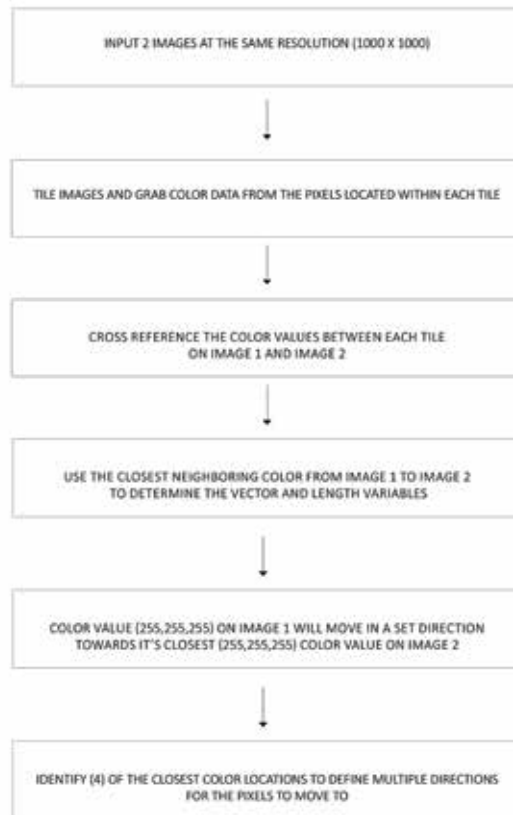 INPUT 2 IMAGES AT THE SAME RESOLUTION (1000 X 1000)
TILE IMAGES AND GRAB COLOR DATA FROM THE PIXELS LOCATED WITHIN EACH TILE
CROSS REFERENCE THE COLOR VALUES BETWEEN EACH TILE
ON IMAGE 1 AND IMAGE 2
USE THE CLOSEST NEIGHBORING COLOR FROM IMAGE 1 TO IMAGE 2
TO DETERMINE THE VECTOR AND LENGTH VARIABLES
COLOR VALUE (255,255,255) ON IMAGE 1 WILL MOVE IN A SET DIRECTION
TOWARDS IT'S CLOSEST (255,255,255) COLOR VALUE ON IMAGE 2
IDENTIFY (4) OF THE CLOSEST COLOR LOCATIONS TO DEFINE MULTIPLE DIRECTIONS
FOR THE PIXELS TO MOVE TO